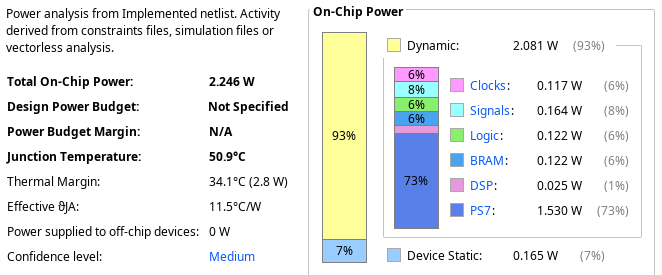 Power analysis from Implemented netlist. Activity
derived from constraints files, simulation files or
vectorless analysis.
Total On-Chip Power: 2.246 W
Design Power Budget: Not Specified
Power Budget Margin: N/A
Junction Temperature: 50.9°C
Thermal Margin: 34.1°C (2.8 W)
Effective ϑJA: 11.5°C/W
Power supplied to off-chip devices: 0 W
Confidence level: Medium
On-Chip Power
93%
7%
Dynamic: 2.081 W (93%)
6%
8%
6%
6%
73%
Clocks: 0.117 W (6%)
Signals: 0.164 W (8%)
Logic: 0.122 W (6%)
BRAM: 0.122 W (6%)
DSP: 0.025 W (1%)
PS7: 1.530 W (73%)
Device Static: 0.165 W (7%)